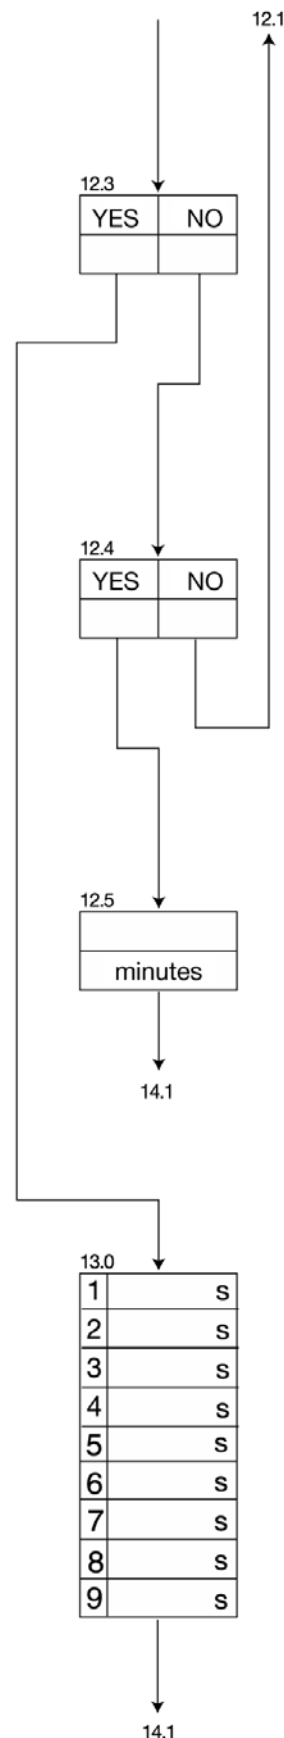 12.1
12.3
YES NO
12.4
YES NO
12.5
minutes
14.1
13.0
1 s
2 s
3 s
4 s
5 s
6 s
7 s
8 s
9 s
14.1